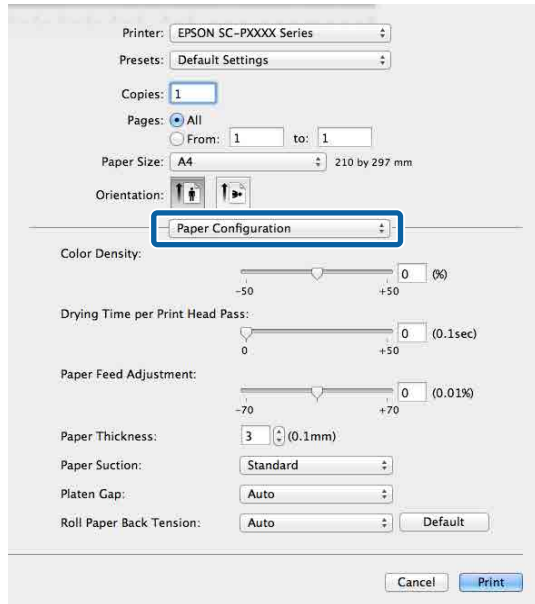 Printer: EPSON SC-PXXXX Series
Presets: Default Settings
Copies: 1
Pages: All
From: 1 to: 1
Paper Size: A4 210 by 297 mm
Orientation:
Paper Configuration
Color Density:
0 (%)
-50 +50
Drying Time per Print Head Pass:
0 (0.1sec)
0 +50
Paper Feed Adjustment:
0 (0.01%)
-70 +70
Paper Thickness: 3 (0.1mm)
Paper Suction: Standard
Platen Gap: Auto
Roll Paper Back Tension: Auto Default
Cancel Print